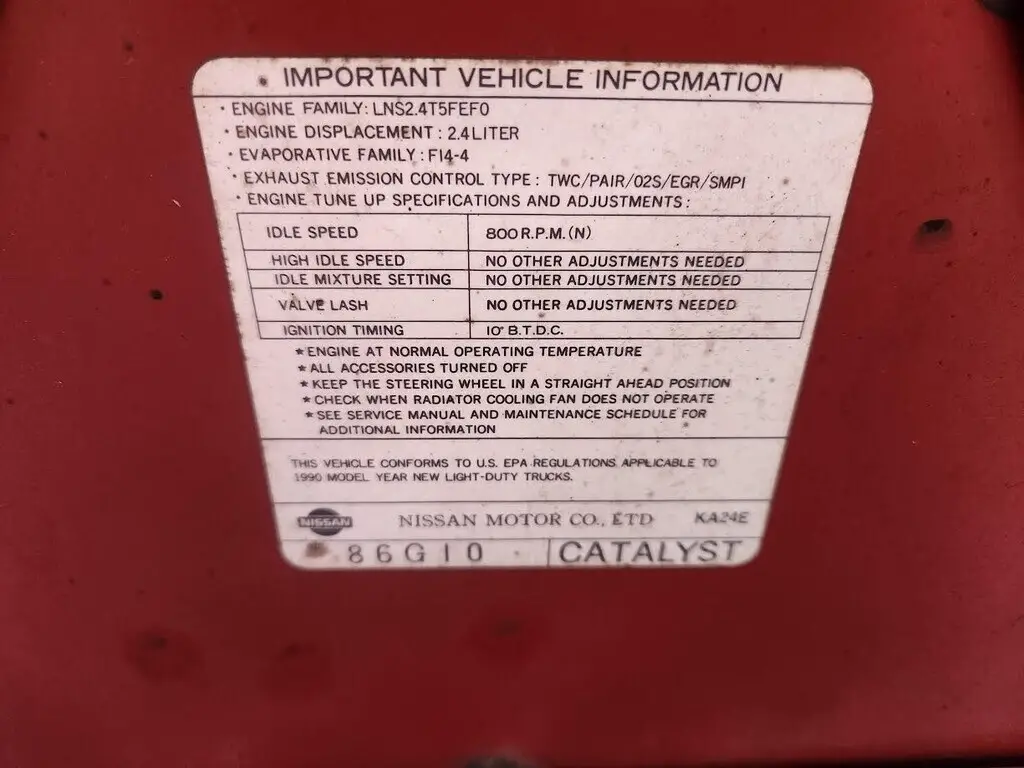 IMPORTANT VEHICLE INFORMATION
• ENGINE FAMILY: LNS2.4T5FEF0
• ENGINE DISPLACEMENT : 2.4 LITER
• EVAPORATIVE FAMILY : F14-4
• EXHAUST EMISSION CONTROL TYPE : TWC/PAIR/O2S/EGR/SMPI
• ENGINE TUNE UP SPECIFICATIONS AND ADJUSTMENTS :
IDLE SPEED 800 R.P.M. (N)
HIGH IDLE SPEED NO OTHER ADJUSTMENTS NEEDED
IDLE MIXTURE SETTING NO OTHER ADJUSTMENTS NEEDED
VALVE LASH NO OTHER ADJUSTMENTS NEEDED
IGNITION TIMING 10° B.T.D.C.
* ENGINE AT NORMAL OPERATING TEMPERATURE
* ALL ACCESSORIES TURNED OFF
* KEEP THE STEERING WHEEL IN A STRAIGHT AHEAD POSITION
* CHECK WHEN RADIATOR COOLING FAN DOES NOT OPERATE
* SEE SERVICE MANUAL AND MAINTENANCE SCHEDULE FOR
ADDITIONAL INFORMATION
THIS VEHICLE CONFORMS TO U.S. EPA REGULATIONS APPLICABLE TO
1990 MODEL YEAR NEW LIGHT-DUTY TRUCKS.
NISSAN NISSAN MOTOR CO., LTD KA24E
86G10 CATALYST